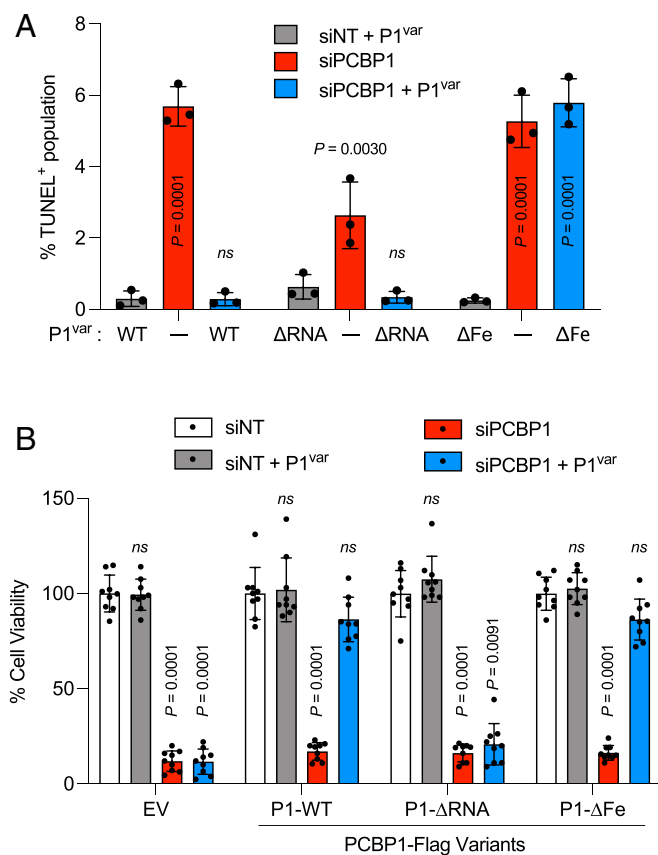 A
8
6
4
2
0
% TUNEL⁺ population
siNT + P1ᵛᵃʳ
siPCBP1
siPCBP1 + P1ᵛᵃʳ
P = 0.0001
ns
P = 0.0030
ns
P = 0.0001
P = 0.0001
P1ᵛᵃʳ : WT — WT ΔRNA — ΔRNA ΔFe — ΔFe
B
siNT
siNT + P1ᵛᵃʳ
siPCBP1
siPCBP1 + P1ᵛᵃʳ
150
100
50
0
% Cell Viability
ns
P = 0.0001
P = 0.0001
ns
P = 0.0001
ns
ns
P = 0.0001
P = 0.0091
ns
P = 0.0001
ns
EV P1-WT P1-ΔRNA P1-ΔFe
PCBP1-Flag Variants